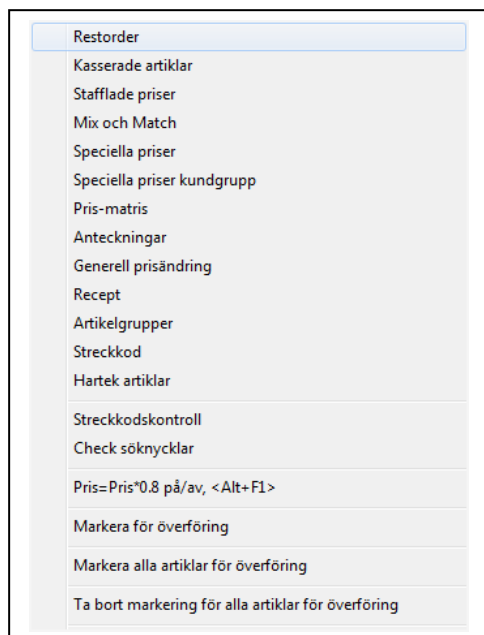 Restorder
Kasserade artiklar
Stafflade priser
Mix och Match
Speciella priser
Speciella priser kundgrupp
Pris-matris
Anteckningar
Generell prisändring
Recept
Artikelgrupper
Streckkod
Hartek artiklar
Streckkodskontroll
Check söknycklar
Pris=Pris*0.8 på/av, <Alt+F1>
Markera för överföring
Markera alla artiklar för överföring
Ta bort markering för alla artiklar för överföring